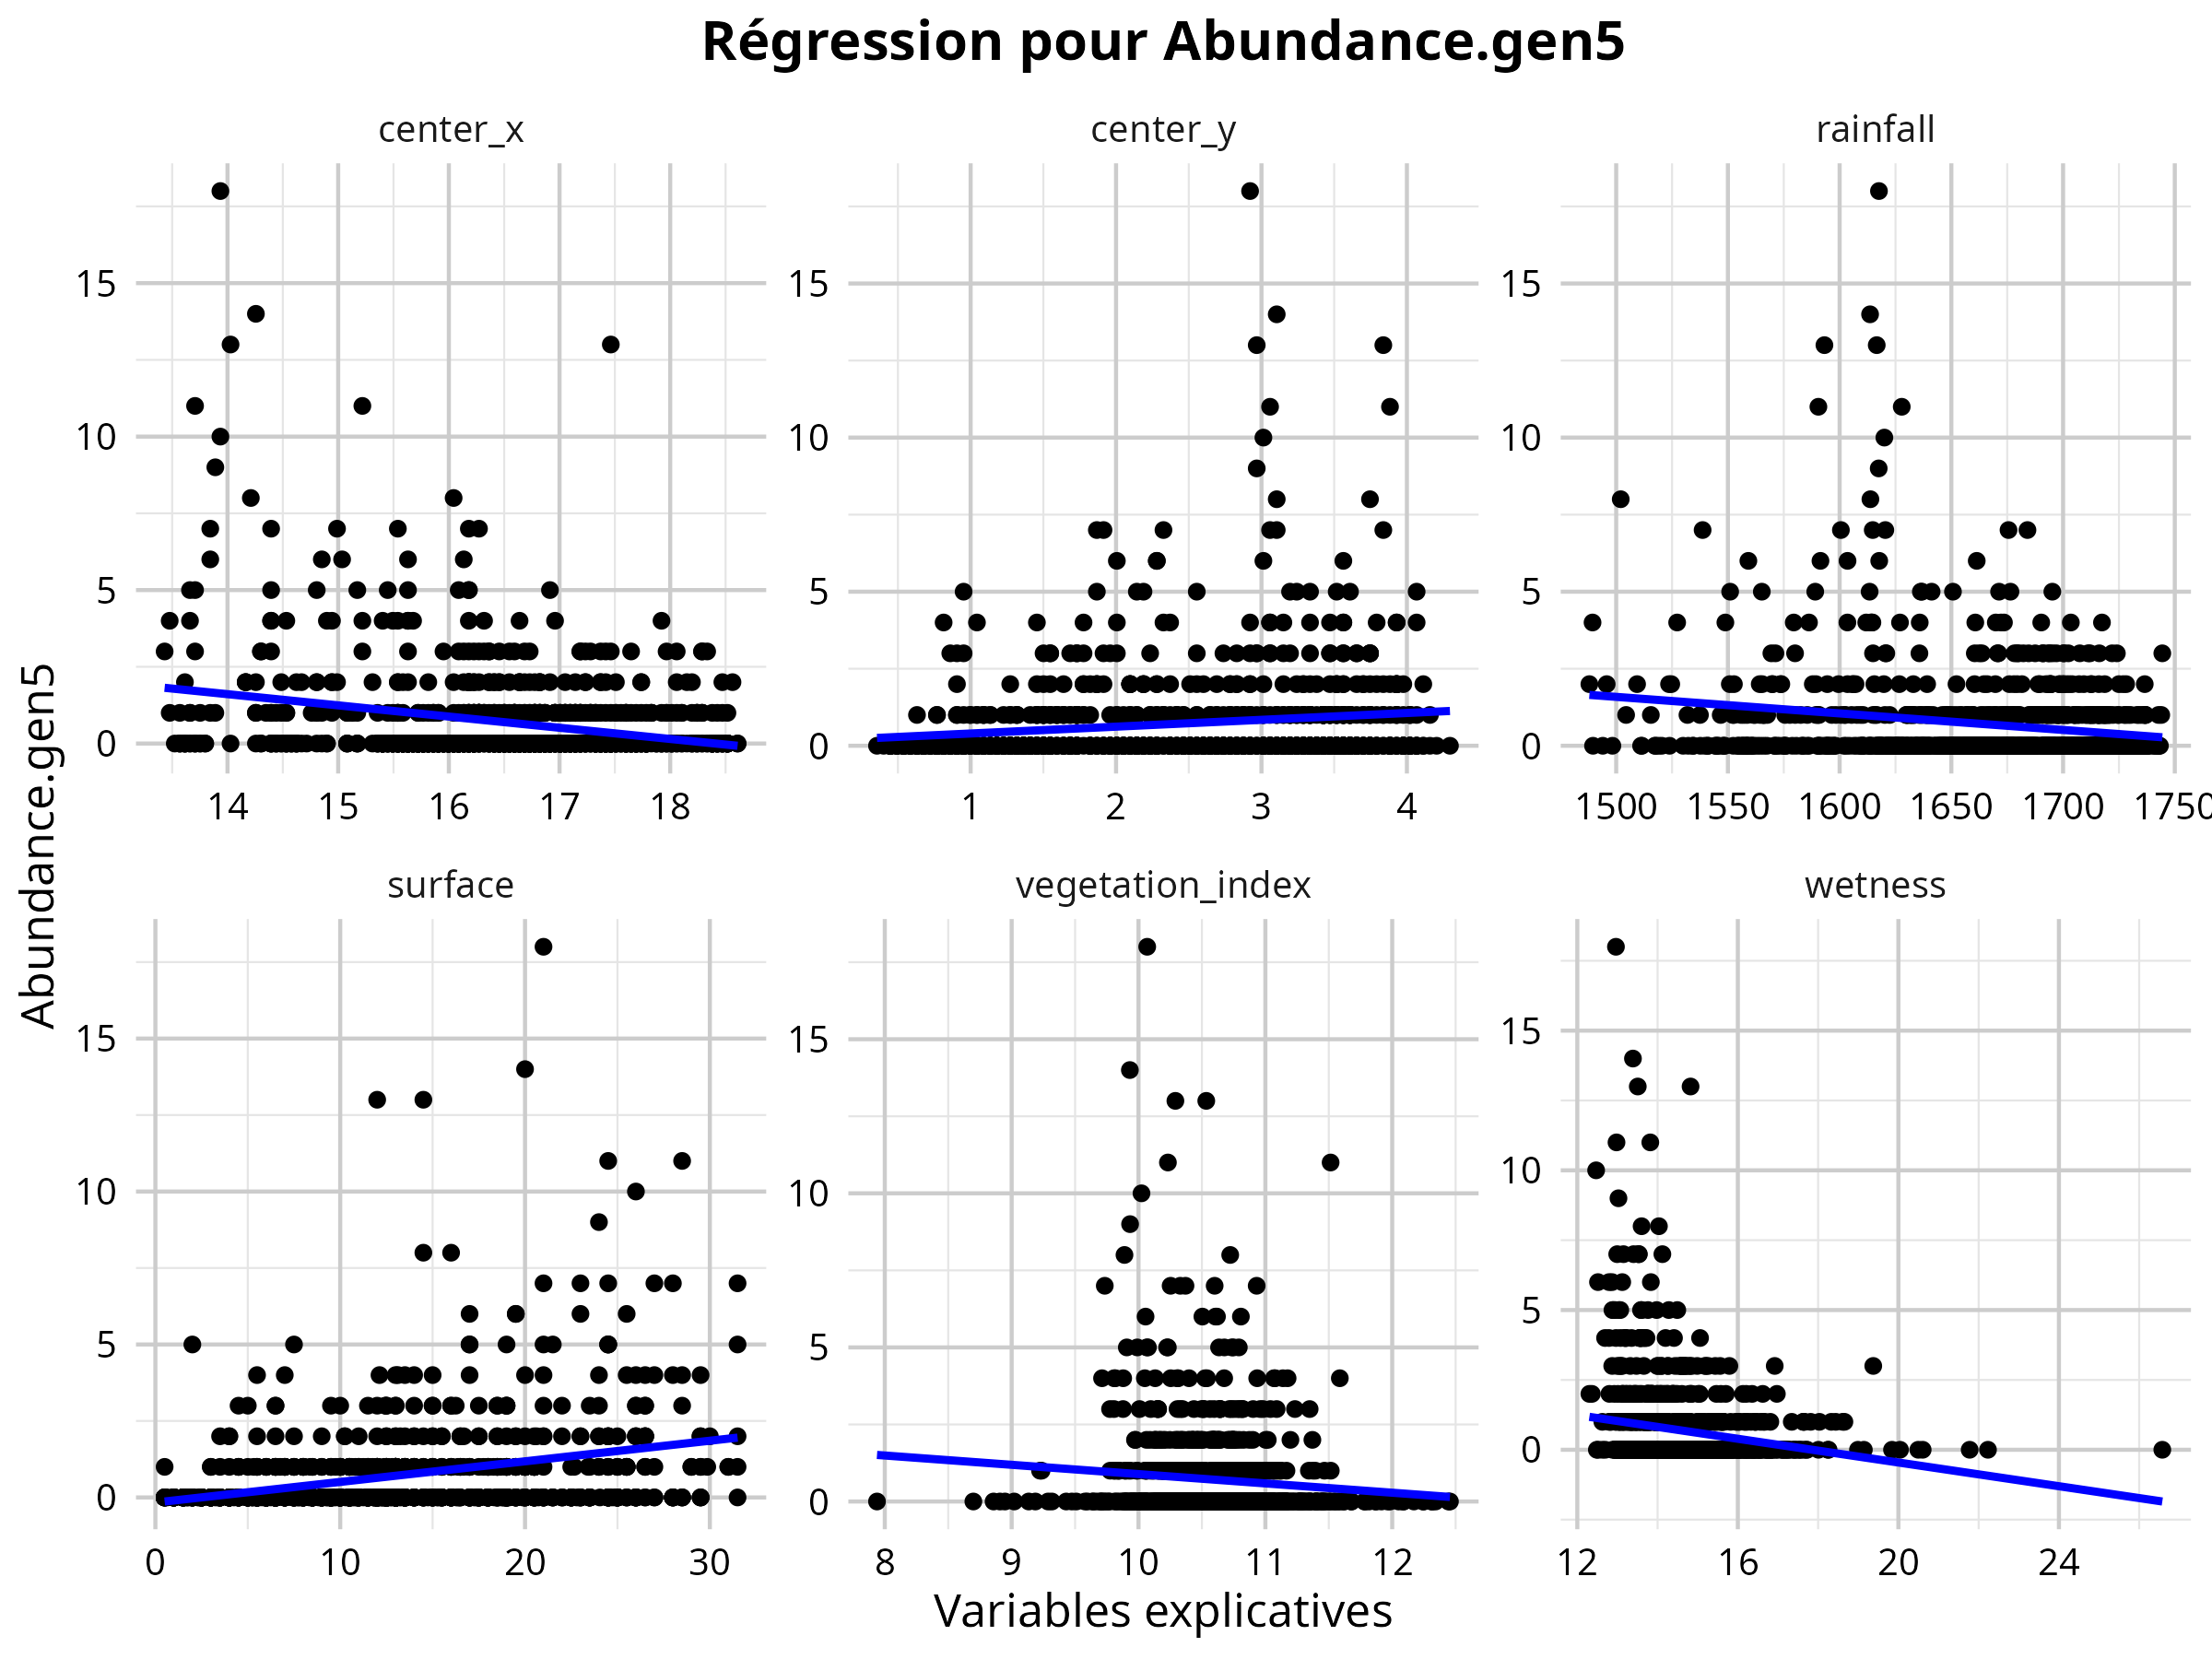 Régression pour Abundance.gen5
center_x
center_y
rainfall
15
10
5
0
14 15 16 17 18
15
10
5
0
1 2 3 4
15
10
5
0
1500 1550 1600 1650 1700 1750
Abundance.gen5
surface
vegetation_index
wetness
15
10
5
0
0 10 20 30
15
10
5
0
8 9 10 11 12
15
10
5
0
12 16 20 24
Variables explicatives